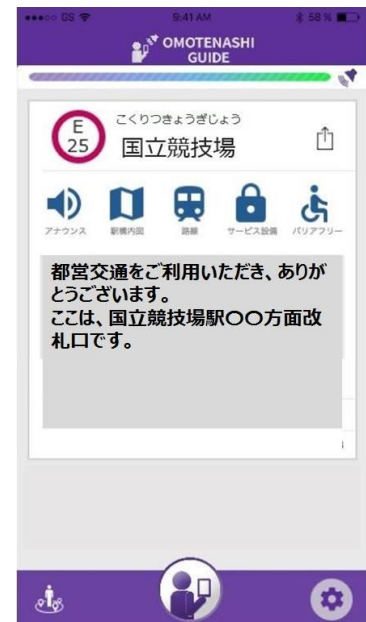 GS
9:41 AM
58 %
OMOTENASHI
GUIDE
E
25
こくりつきょうぎじょう
国立競技場
アナウンス 駅構内図 路線 サービス設備 バリアフリー
都営交通をご利用いただき、ありが
とうございます。
ここは、国立競技場駅〇〇方面改
札口です。